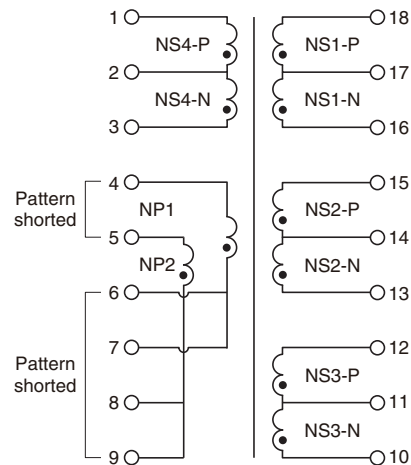 1
NS4-P
2
NS4-N
3
4
Pattern
shorted
NP1
5
NP2
6
7
Pattern
shorted
8
9
18
NS1-P
17
NS1-N
16
15
NS2-P
14
NS2-N
13
12
NS3-P
11
NS3-N
10